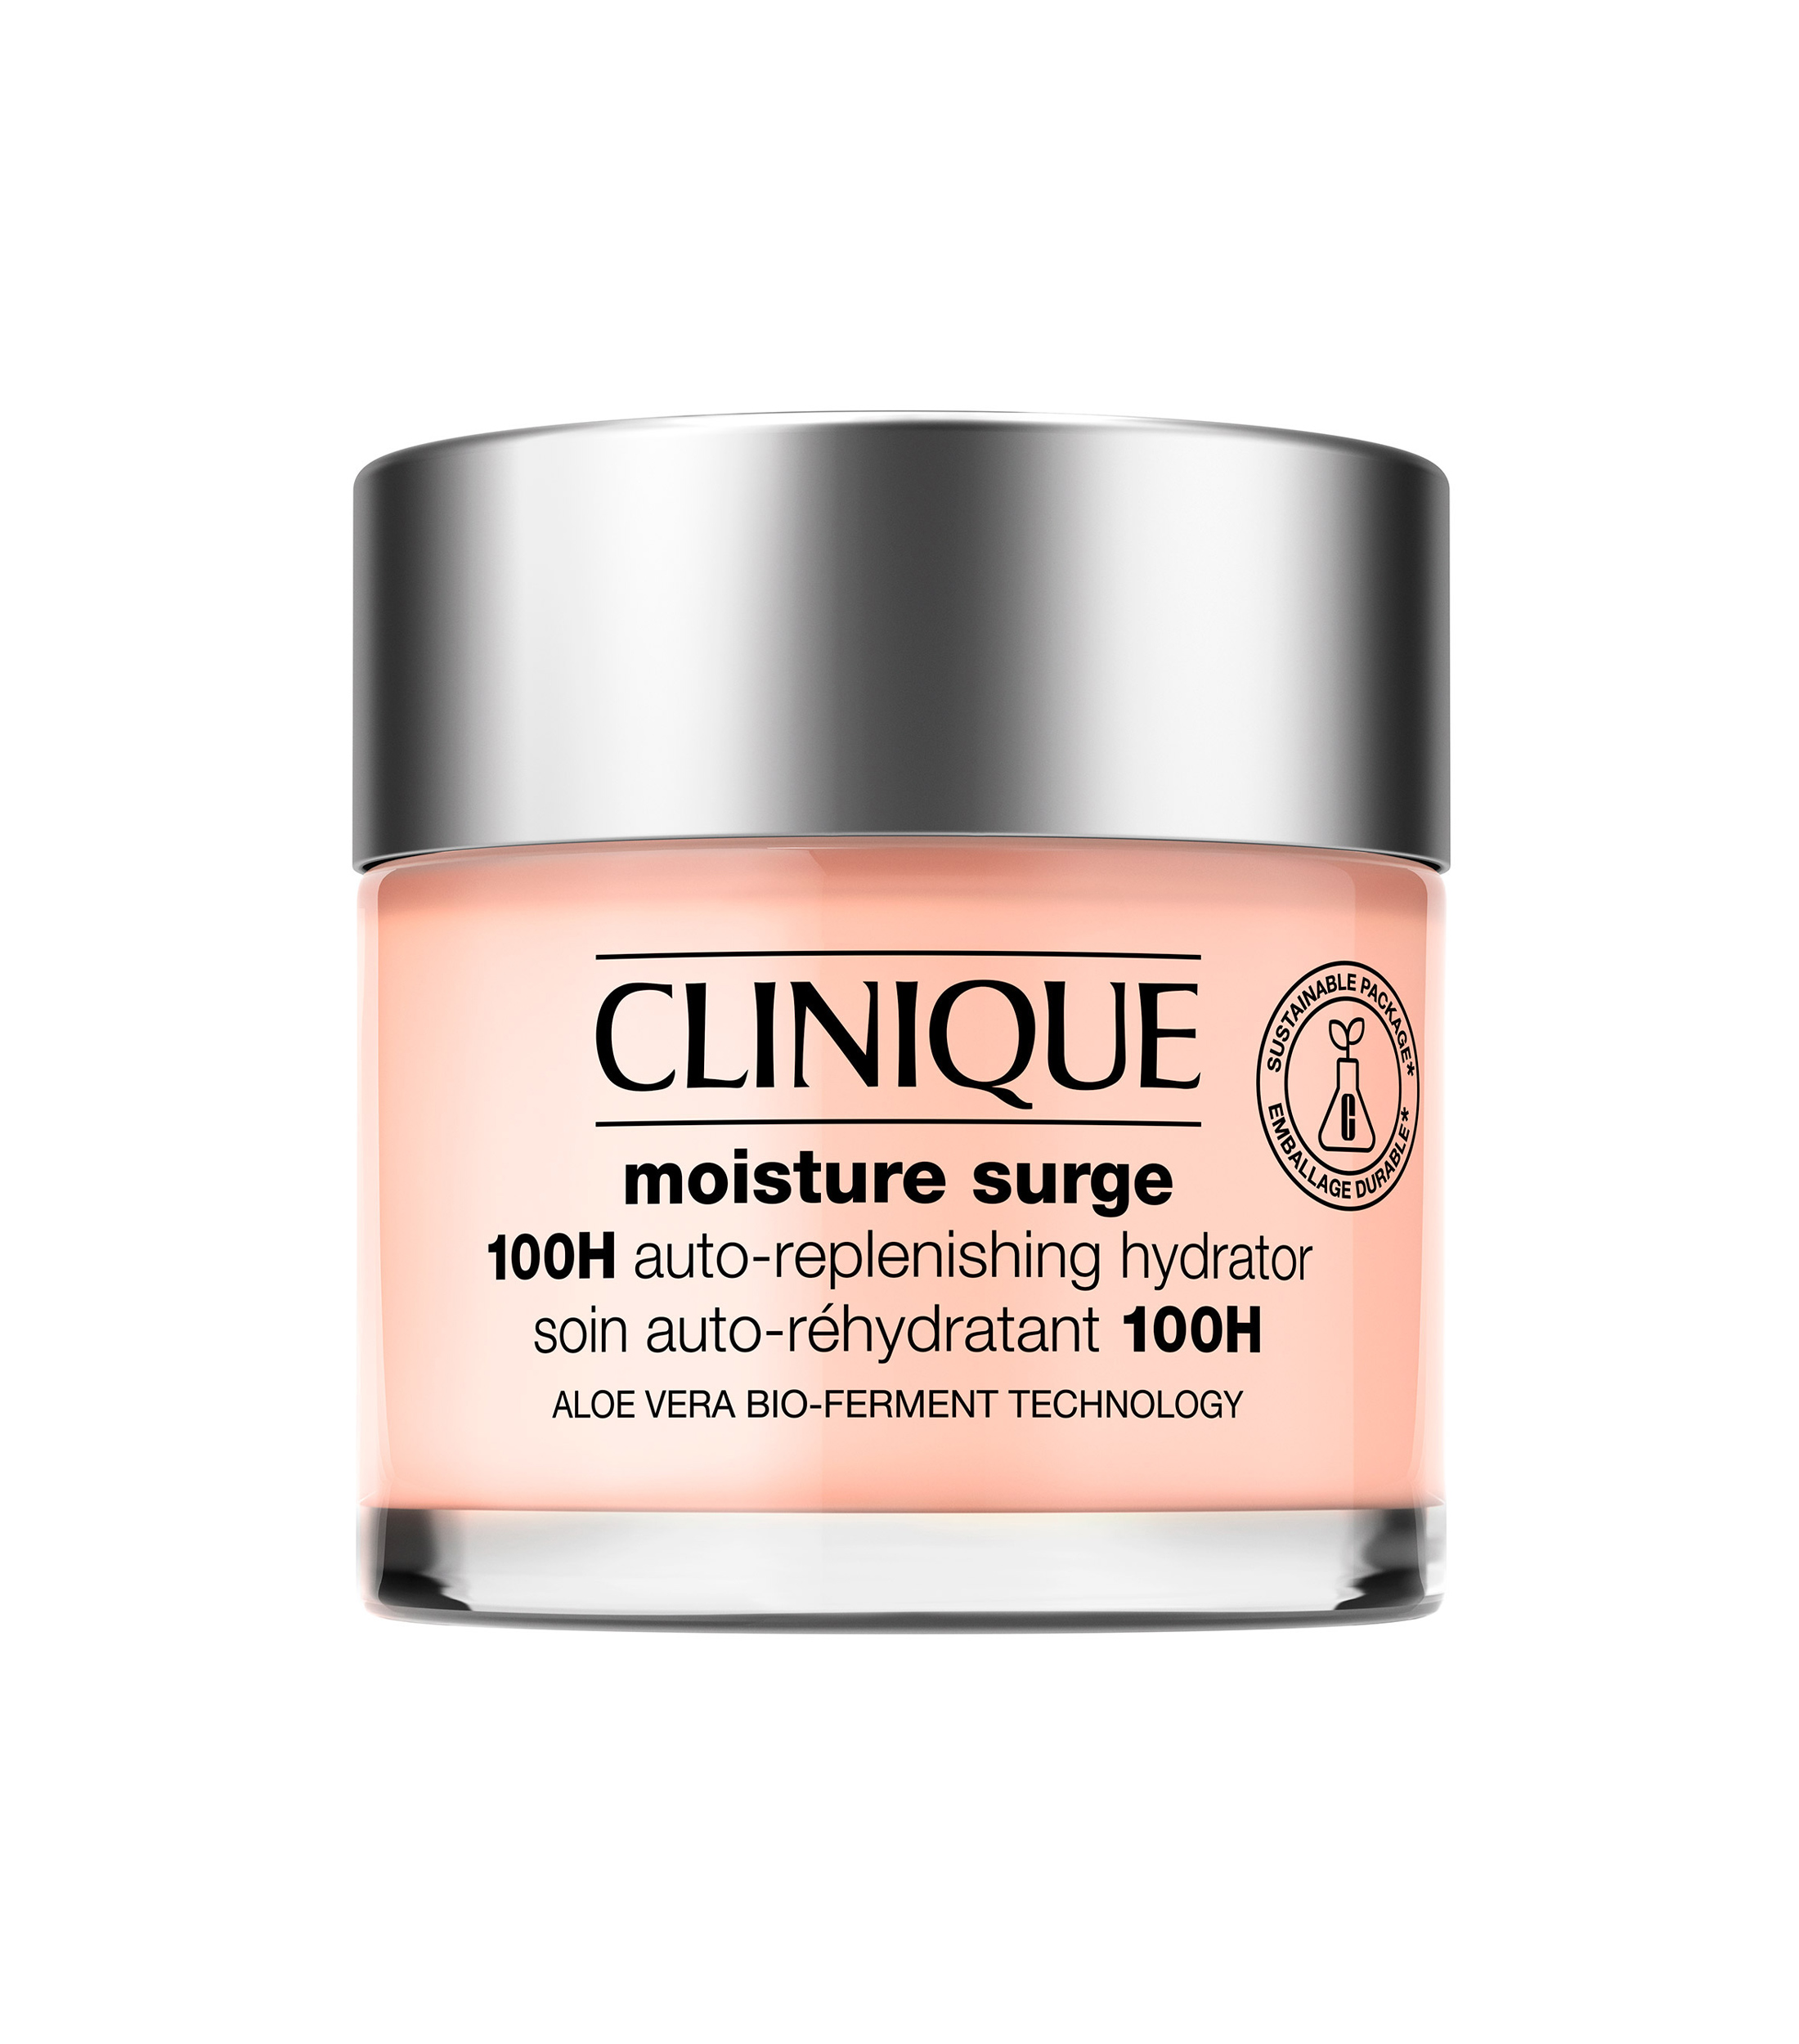 CLINIQUE
moisture surge
100H auto-replenishing hydrator
soin auto-réhydratant 100H
ALOE VERA BIO-FERMENT TECHNOLOGY
SUSTAINABLE PACKAGE*
EMBALLAGE DURABLE*
C